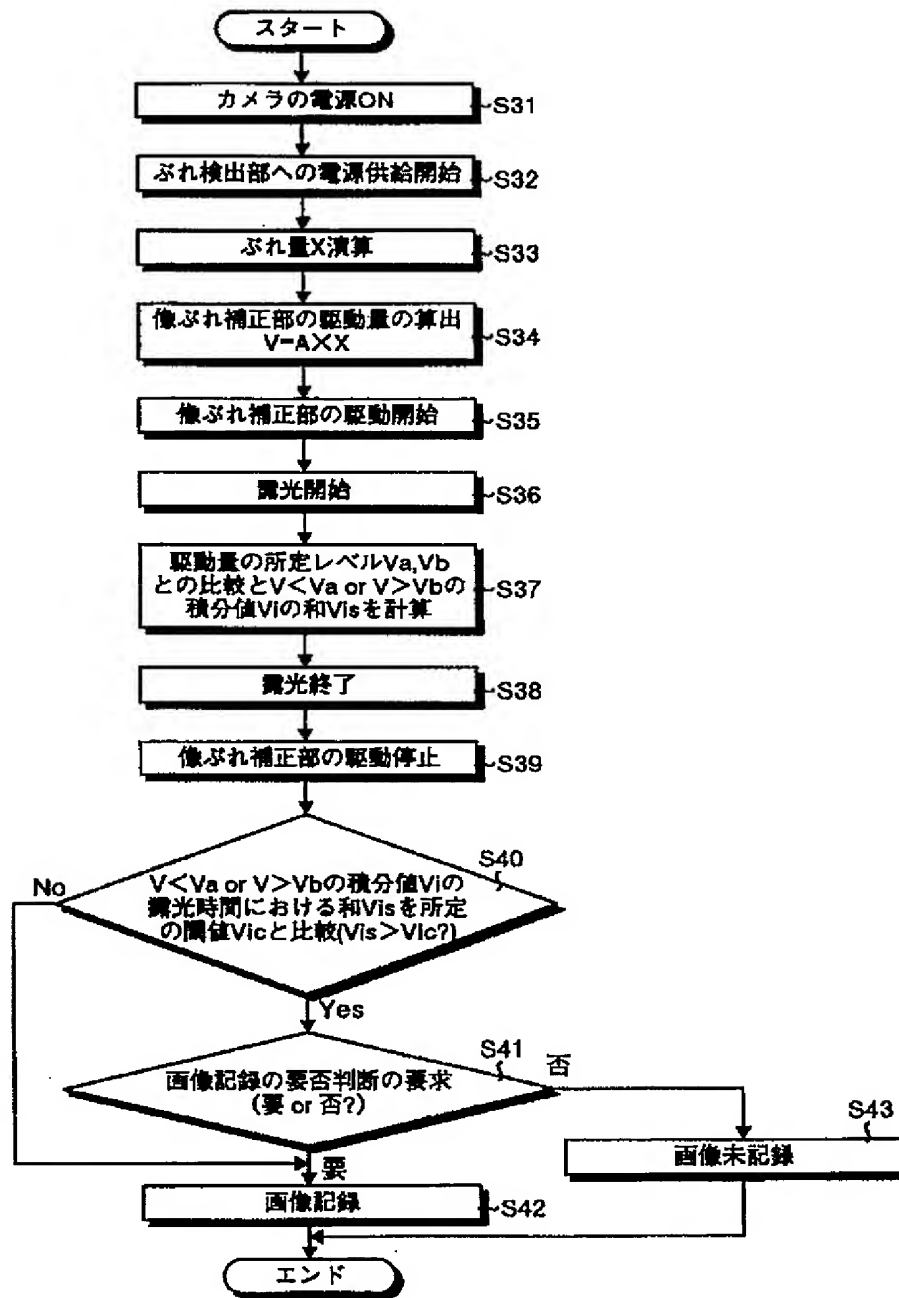 スタート
カメラの電源ON
S31
ぶれ検出部への電源供給開始
S32
ぶれ量X演算
S33
像ぶれ補正部の駆動量の算出
V=A×X
S34
像ぶれ補正部の駆動開始
S35
露光開始
S36
駆動量の所定レベルVa,Vb
との比較とV<Va or V>Vbの
積分値Viの和Visを計算
S37
露光終了
S38
像ぶれ補正部の駆動停止
S39
S40
No
V<Va or V>Vbの積分値Viの
露光時間における和Visを所定
の閾値Vicと比較(Vis>Vic?)
Yes
S41
画像記録の要否判断の要求
(要 or 否?)
否
S43
画像未記録
要
画像記録
S42
エンド